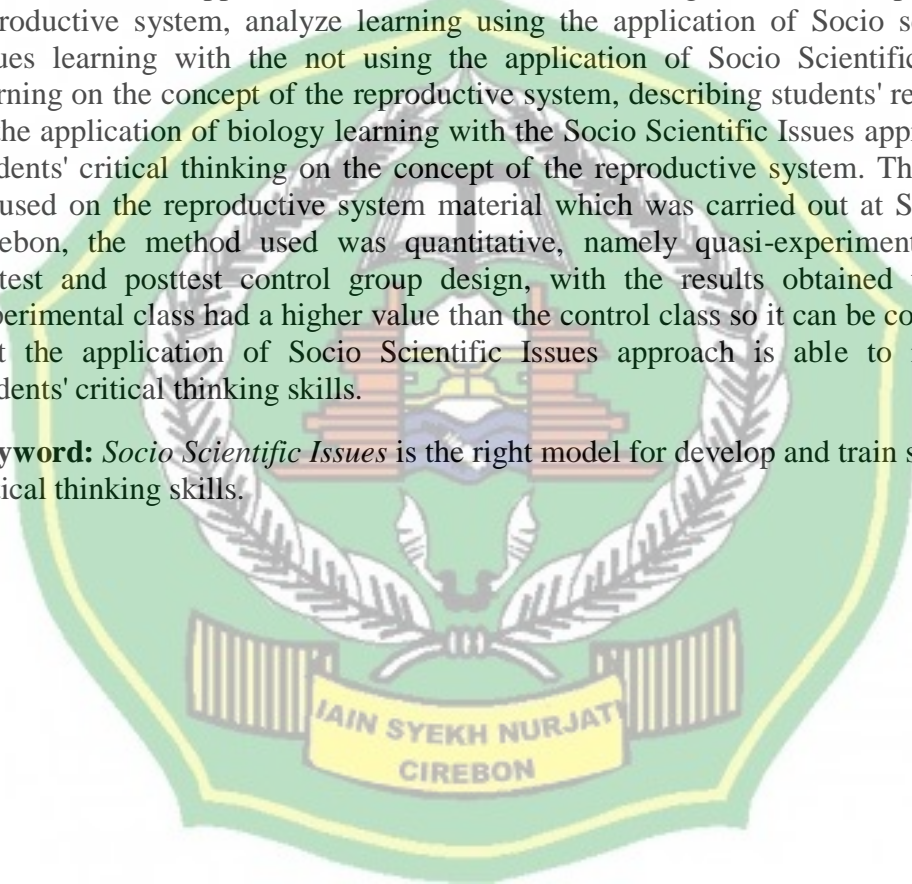 roductive system, analyze learning using the application of Socio s
ues learning with the not using the application of Socio Scientific
rning on the concept of the reproductive system, describing students' re
the application of biology learning with the Socio Scientific Issues appr
dents' critical thinking on the concept of the reproductive system. Th
used on the reproductive system material which was carried out at S
ebon, the method used was quantitative, namely quasi-experiment
test and posttest control group design, with the results obtained
perimental class had a higher value than the control class so it can be co
t the application of Socio Scientific Issues approach is able to
dents' critical thinking skills.
yword: Socio Scientific Issues is the right model for develop and train s
tical thinking skills.
IAIN SYEKH NURJATI
CIREBON